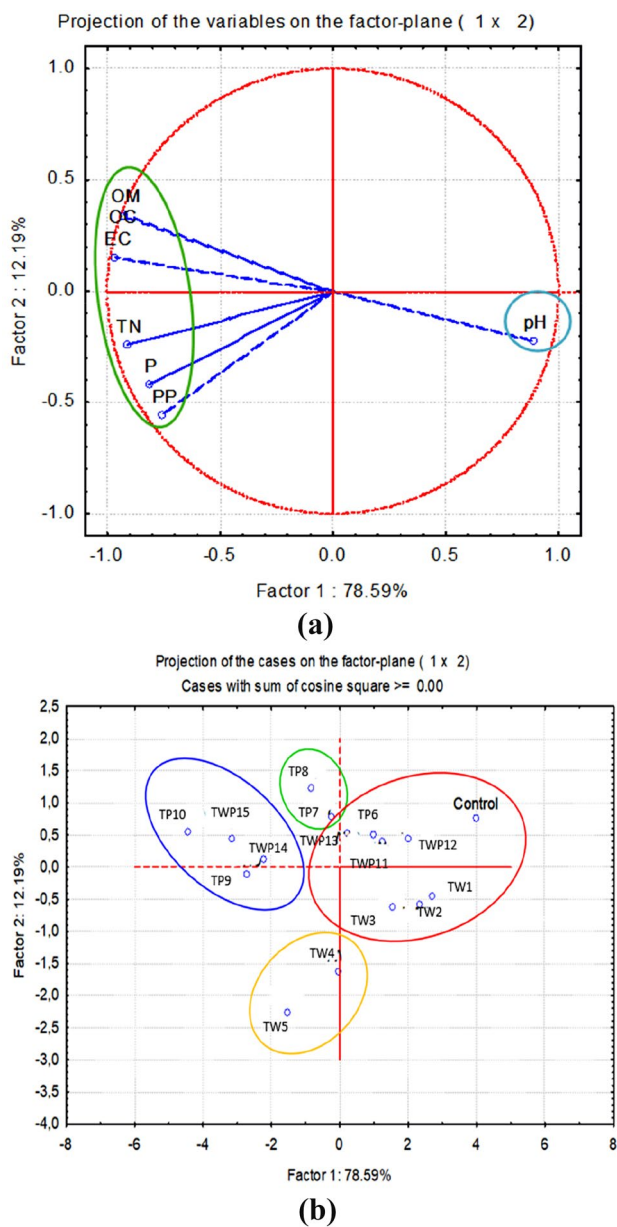 Projection of the variables on the factor-plane ( 1 x 2)
1.0
0.5
0.0
-0.5
-1.0
Factor 2 : 12.19%
OM
OC
EC
TN
P
PP
pH
-1.0 -0.5 0.0 0.5 1.0
Factor 1 : 78.59%
(a)
Projection of the cases on the factor-plane ( 1 x 2)
Cases with sum of cosine square >= 0.00
2.5
2.0
1.5
1.0
0.5
0.0
-0.5
-1.0
-1.5
-2.0
-2.5
-3.0
-3.5
-4.0
Factor 2: 12.19%
TP8
TP10 TWP15 TP7 TP6 Control
TWP14 TWP13 TWP12
TP9 TWP11
TW1
TW3 TW2
TW4
TW5
-8 -6 -4 -2 0 2 4 6 8
Factor 1: 78.59%
(b)